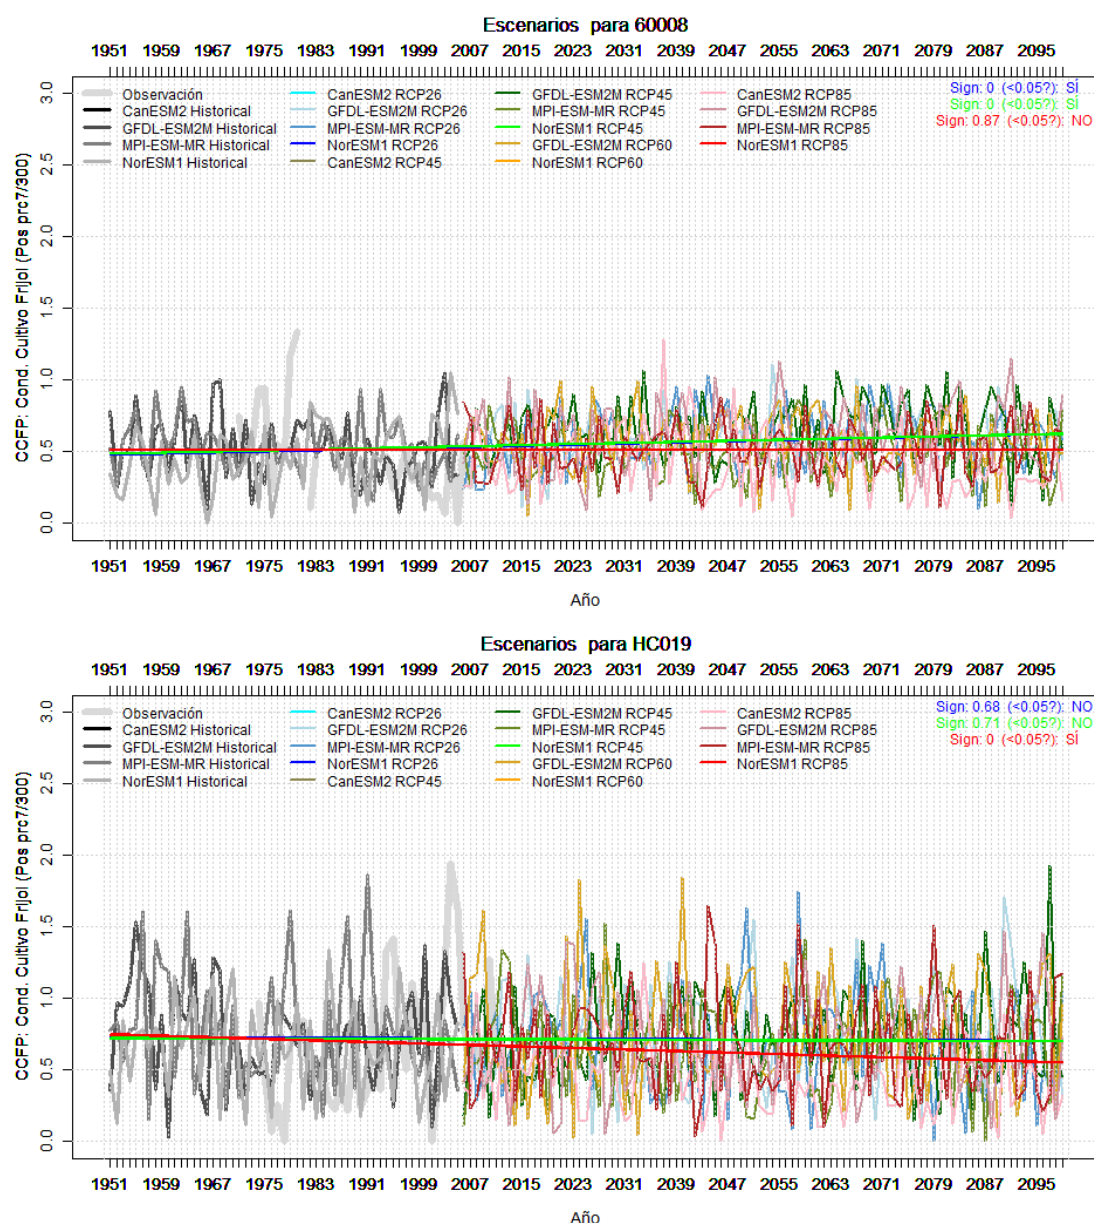 Escenarios para 60008
1951 1959 1967 1975 1983 1991 1999 2007 2015 2023 2031 2039 2047 2055 2063 2071 2079 2087 2095
CCFP: Cond. Cultivo Frijol (Pos prc7/300)
3.0
2.5
2.0
1.5
1.0
0.5
0.0
Observación
CanESM2 Historical
GFDL-ESM2M Historical
MPI-ESM-MR Historical
NorESM1 Historical
CanESM2 RCP26
GFDL-ESM2M RCP26
MPI-ESM-MR RCP26
NorESM1 RCP26
CanESM2 RCP45
GFDL-ESM2M RCP45
MPI-ESM-MR RCP45
NorESM1 RCP45
GFDL-ESM2M RCP60
NorESM1 RCP60
CanESM2 RCP85
GFDL-ESM2M RCP85
MPI-ESM-MR RCP85
NorESM1 RCP85
Sign: 0 (<0.05?): SÍ
Sign: 0 (<0.05?): SÍ
Sign: 0.87 (<0.05?): NO
1951 1959 1967 1975 1983 1991 1999 2007 2015 2023 2031 2039 2047 2055 2063 2071 2079 2087 2095
Año
Escenarios para HC019
1951 1959 1967 1975 1983 1991 1999 2007 2015 2023 2031 2039 2047 2055 2063 2071 2079 2087 2095
CCFP: Cond. Cultivo Frijol (Pos prc7/300)
3.0
2.5
2.0
1.5
1.0
0.5
0.0
Observación
CanESM2 Historical
GFDL-ESM2M Historical
MPI-ESM-MR Historical
NorESM1 Historical
CanESM2 RCP26
GFDL-ESM2M RCP26
MPI-ESM-MR RCP26
NorESM1 RCP26
CanESM2 RCP45
GFDL-ESM2M RCP45
MPI-ESM-MR RCP45
NorESM1 RCP45
GFDL-ESM2M RCP60
NorESM1 RCP60
CanESM2 RCP85
GFDL-ESM2M RCP85
MPI-ESM-MR RCP85
NorESM1 RCP85
Sign: 0.68 (<0.05?): NO
Sign: 0.71 (<0.05?): NO
Sign: 0 (<0.05?): SÍ
1951 1959 1967 1975 1983 1991 1999 2007 2015 2023 2031 2039 2047 2055 2063 2071 2079 2087 2095
Año